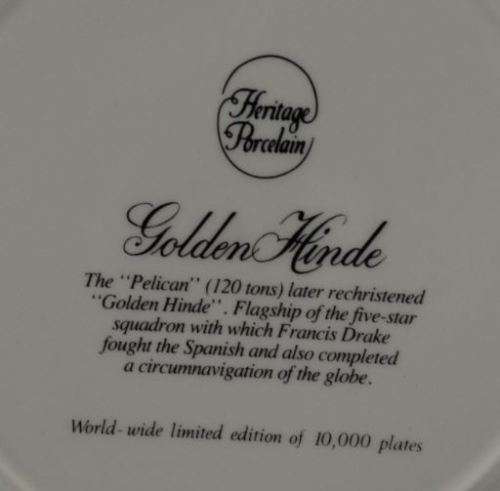 Heritage
Porcelain
Golden Hinde
The "Pelican" (120 tons) later rechristened
"Golden Hinde". Flagship of the five-star
squadron with which Francis Drake
fought the Spanish and also completed
a circumnavigation of the globe.
World-wide limited edition of 10,000 plates